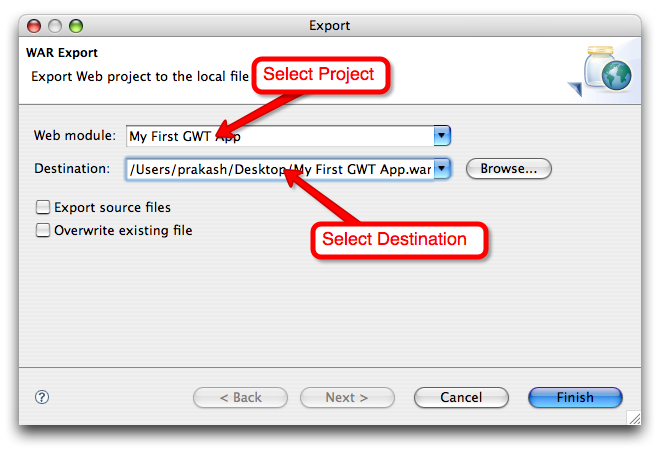 Export
WAR Export
Export Web project to the local file
Select Project
Web module: My First GWT App
Destination: /Users/prakash/Desktop/My First GWT App.war
Browse...
Export source files
Overwrite existing file
Select Destination
?
< Back
Next >
Cancel
Finish